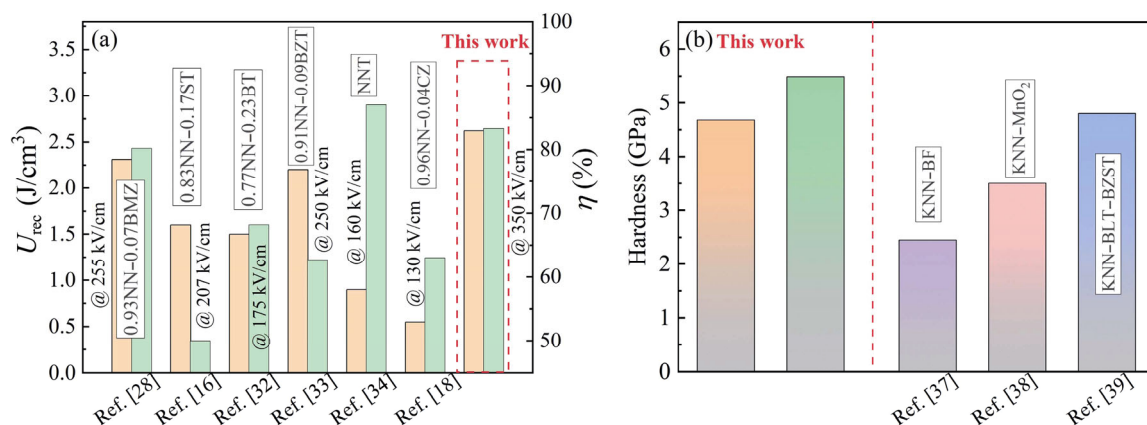 (a)
This work
U_rec (J/cm³)
3.5
3.0
2.5
2.0
1.5
1.0
0.5
0.0
@ 255 kV/cm
0.93NN–0.07BMZ
0.83NN–0.17ST
@ 207 kV/cm
0.77NN–0.23BT
@ 175 kV/cm
0.91NN–0.09BZT
@ 250 kV/cm
NNT
@ 160 kV/cm
0.96NN–0.04CZ
@ 130 kV/cm
@ 350 kV/cm
100
90
80
70
60
50
η (%)
Ref. [28]
Ref. [16]
Ref. [32]
Ref. [33]
Ref. [34]
Ref. [18]
(b)
This work
Hardness (GPa)
6
5
4
3
2
1
0
KNN–BF
KNN–MnO₂
KNN–BLT–BZST
Ref. [37]
Ref. [38]
Ref. [39]